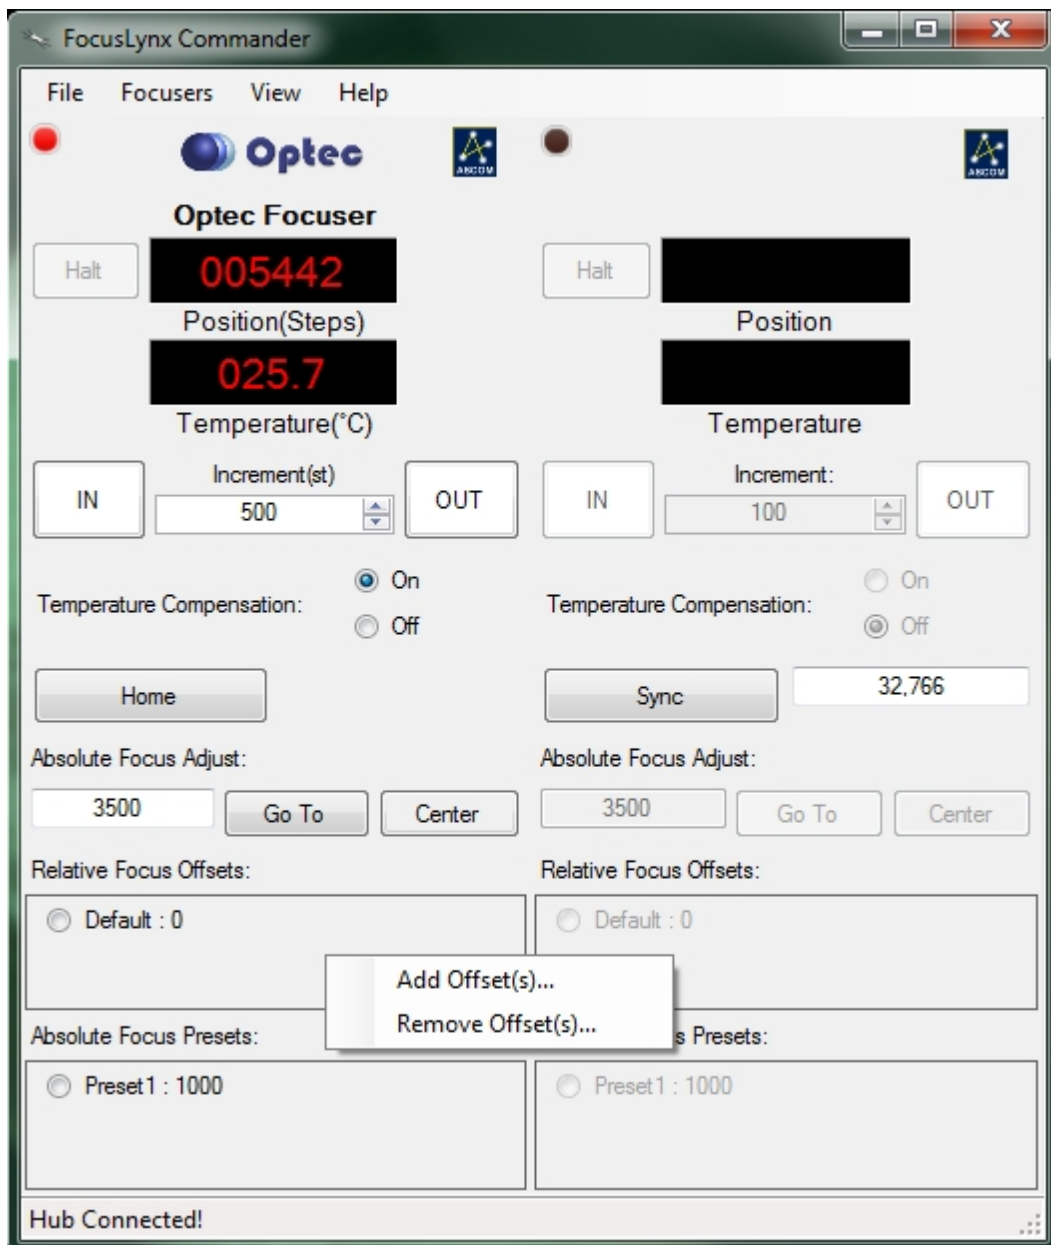 FocusLynx Commander
File Focusers View Help
Optec
ASCOM
ASCOM
Optec Focuser
Halt
005442
Position(Steps)
025.7
Temperature(°C)
Halt
Position
Temperature
IN
Increment(st)
500
OUT
IN
Increment:
100
OUT
Temperature Compensation:
On
Off
Temperature Compensation:
On
Off
Home
Sync
32,766
Absolute Focus Adjust:
3500
Go To
Center
Absolute Focus Adjust:
3500
Go To
Center
Relative Focus Offsets:
Default : 0
Relative Focus Offsets:
Default : 0
Add Offset(s)...
Remove Offset(s)...
Absolute Focus Presets:
Preset1 : 1000
s Presets:
Preset1 : 1000
Hub Connected!